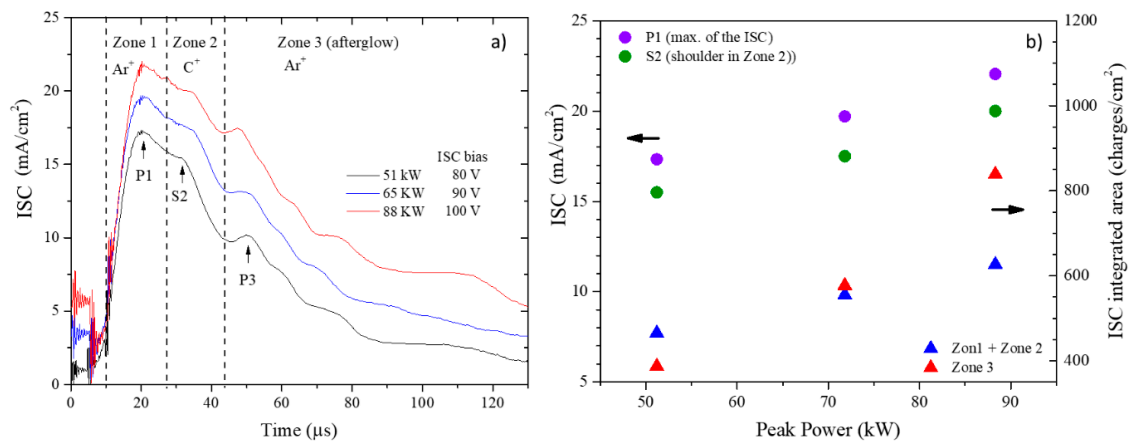 Zone 1
Zone 2
Zone 3 (afterglow)
a)
Ar+
C+
Ar+
P1
S2
P3
ISC bias
51 kW 80 V
65 KW 90 V
88 KW 100 V
ISC (mA/cm2)
25
20
15
10
5
0
0 20 40 60 80 100 120
Time (μs)
b)
P1 (max. of the ISC)
S2 (shoulder in Zone 2))
Zon1 + Zone 2
Zone 3
ISC (mA/cm2)
25
20
15
10
5
50 60 70 80 90 100
Peak Power (kW)
1200
1000
800
600
400
ISC integrated area (charges/cm2)